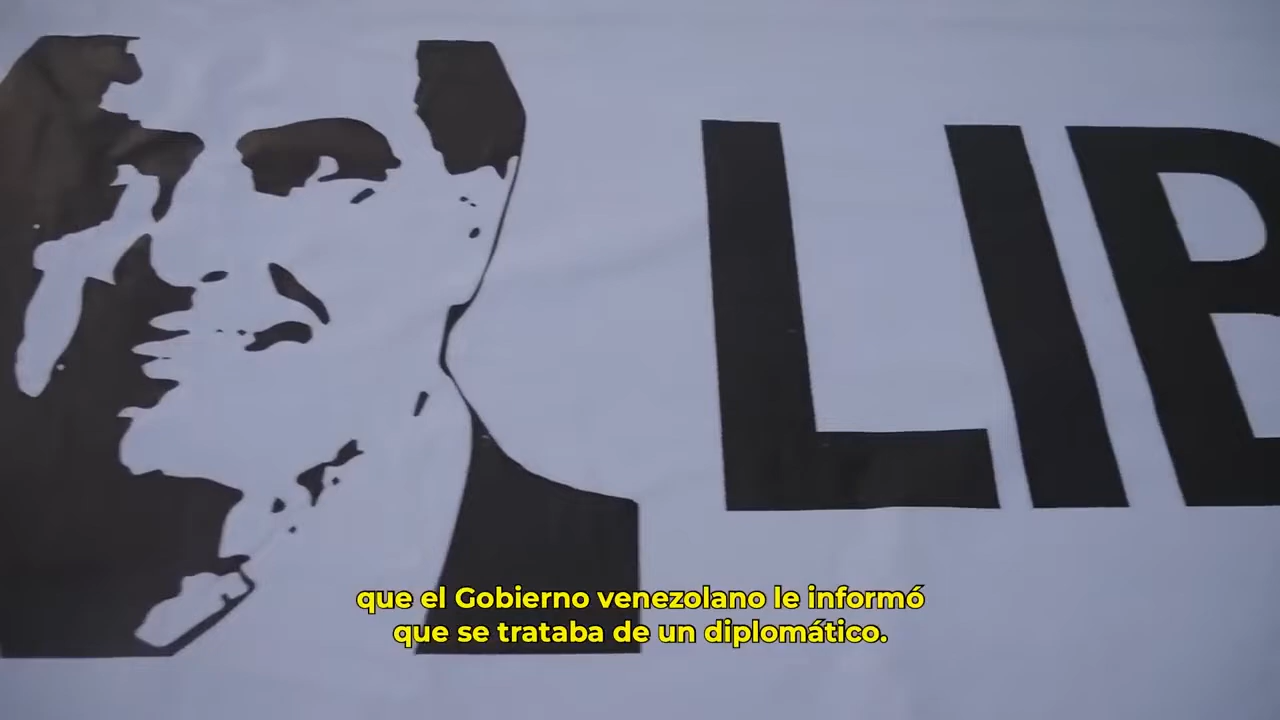 LIB
que el Gobierno venezolano le informó
que se trataba de un diplomático.